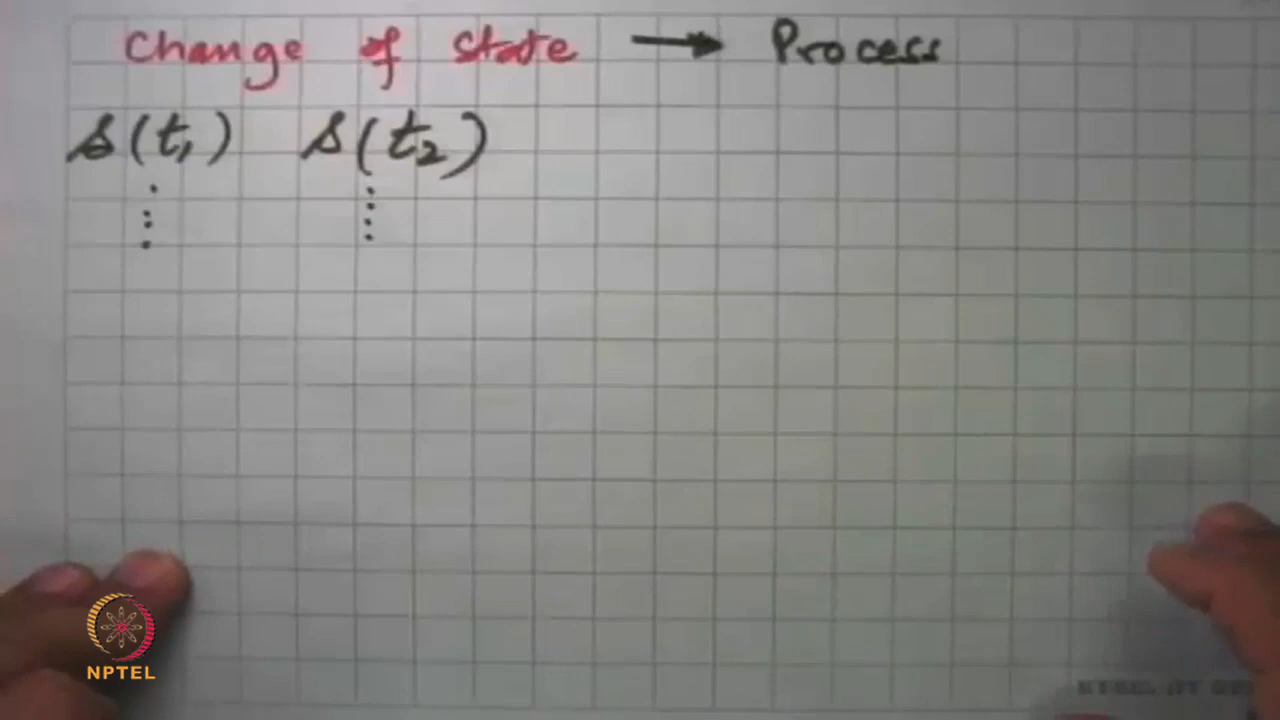 Change of state → Process
s(t₁) s(t₂)
⋮ ⋮
NPTEL